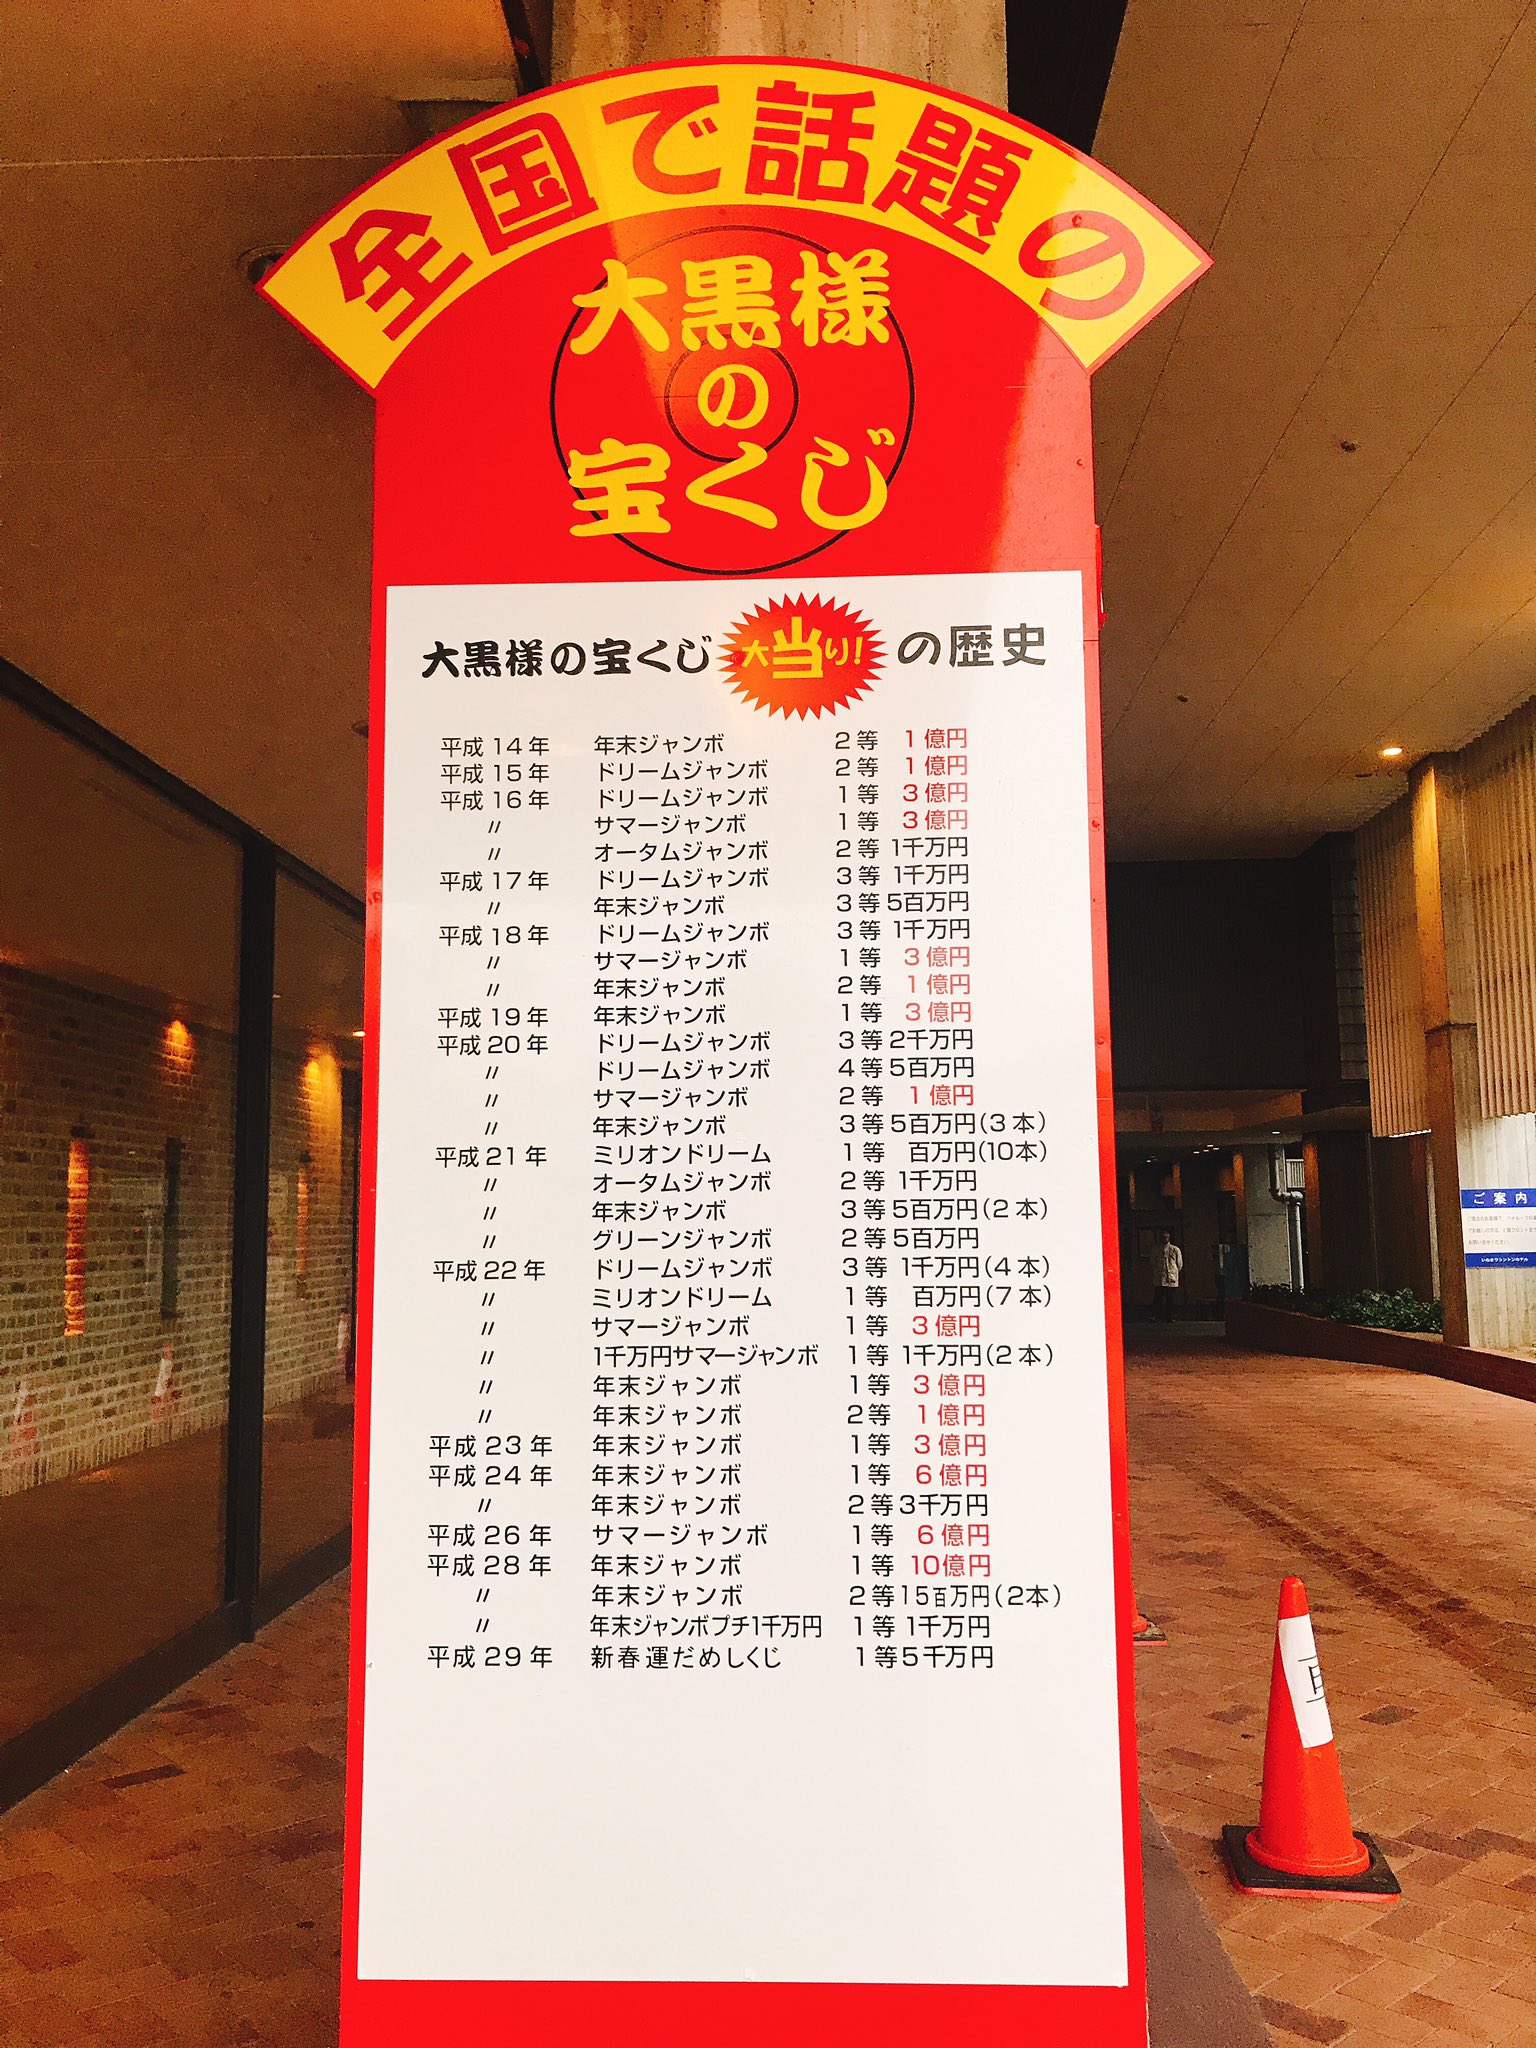 全国で話題の
大黒様
の
宝くじ
大黒様の宝くじ 大当り! の歴史
平成14年 年末ジャンボ 2等 1億円
平成15年 ドリームジャンボ 2等 1億円
平成16年 ドリームジャンボ 1等 3億円
〃 サマージャンボ 1等 3億円
〃 オータムジャンボ 2等 1千万円
平成17年 ドリームジャンボ 3等 1千万円
〃 年末ジャンボ 3等 5百万円
平成18年 ドリームジャンボ 3等 1千万円
〃 サマージャンボ 1等 3億円
〃 年末ジャンボ 2等 1億円
平成19年 年末ジャンボ 1等 3億円
平成20年 ドリームジャンボ 3等 2千万円
〃 ドリームジャンボ 4等 5百万円
〃 サマージャンボ 2等 1億円
〃 年末ジャンボ 3等 5百万円(3本)
平成21年 ミリオンドリーム 1等 百万円(10本)
〃 オータムジャンボ 2等 1千万円
〃 年末ジャンボ 3等 5百万円(2本)
〃 グリーンジャンボ 2等 5百万円
平成22年 ドリームジャンボ 3等 1千万円(4本)
〃 ミリオンドリーム 1等 百万円(7本)
〃 サマージャンボ 1等 3億円
〃 1千万円サマージャンボ 1等 1千万円(2本)
〃 年末ジャンボ 1等 3億円
〃 年末ジャンボ 2等 1億円
平成23年 年末ジャンボ 1等 3億円
平成24年 年末ジャンボ 1等 6億円
〃 年末ジャンボ 2等 3千万円
平成26年 サマージャンボ 1等 6億円
平成28年 年末ジャンボ 1等 10億円
〃 年末ジャンボ 2等 15百万円(2本)
〃 年末ジャンボプチ1千万円 1等 1千万円
平成29年 新春運だめしくじ 1等 5千万円
ご案内